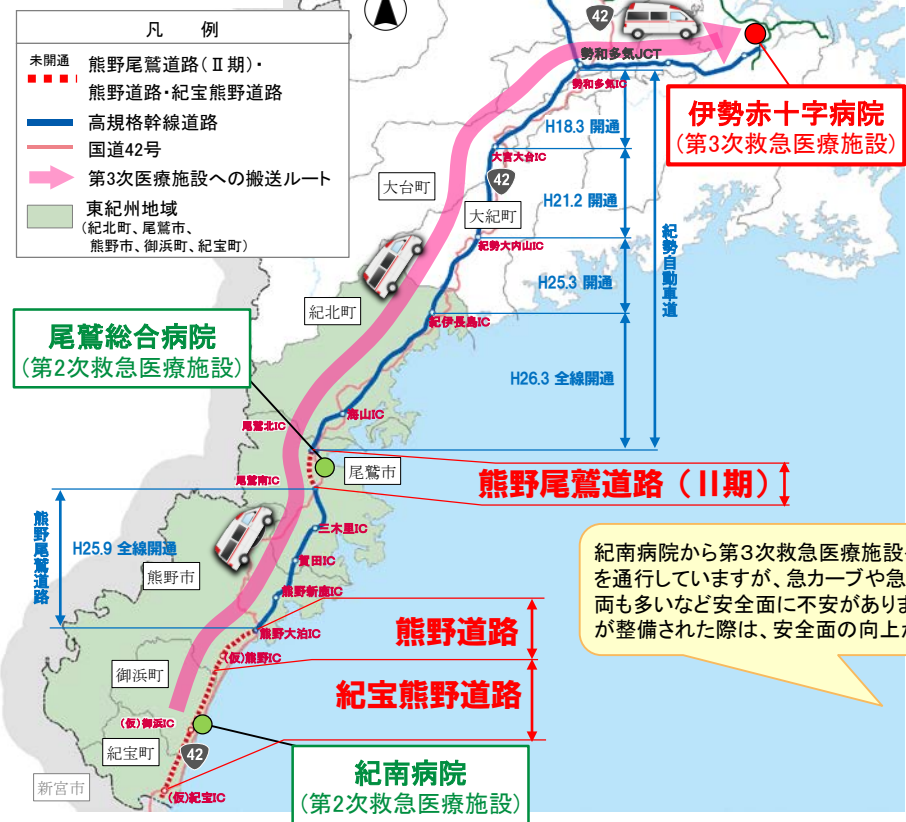 凡　例
未開通
熊野尾鷲道路(Ⅱ期)・
熊野道路・紀宝熊野道路
高規格幹線道路
国道42号
第3次医療施設への搬送ルート
東紀州地域
(紀北町、尾鷲市、
熊野市、御浜町、紀宝町)
42
勢和多気JCT
勢和多気IC
伊勢赤十字病院
(第3次救急医療施設)
H18.3 開通
大宮大台IC
大台町
42
大紀町
H21.2 開通
紀勢自動車道
紀勢大内山IC
H25.3 開通
紀北町
紀伊長島IC
尾鷲総合病院
(第2次救急医療施設)
H26.3 全線開通
海山IC
尾鷲北IC
尾鷲市
尾鷲南IC
熊野尾鷲道路（Ⅱ期）
熊野尾鷲道路
H25.9 全線開通
三木里IC
賀田IC
熊野市
熊野新鹿IC
熊野大泊IC
熊野道路
(仮)熊野IC
御浜町
紀宝熊野道路
(仮)御浜IC
紀宝町
42
新宮市
(仮)紀宝IC
紀南病院
(第2次救急医療施設)
紀南病院から第３次救急医療施設
を通行していますが、急カーブや急
両も多いなど安全面に不安がありま
が整備された際は、安全面の向上が